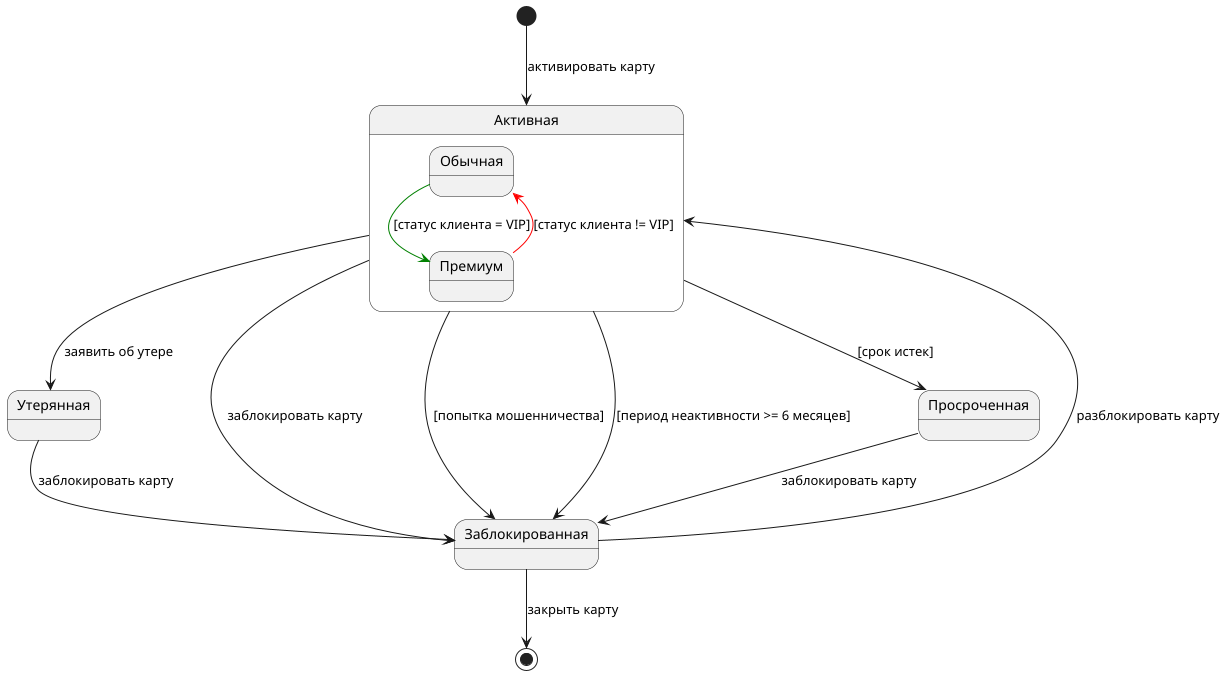 активировать карту
Активная
Обычная
[статус клиента = VIP]
[статус клиента != VIP]
Премиум
заявить об утере
[срок истек]
Утерянная
Просроченная
заблокировать карту
[попытка мошенничества]
[период неактивности >= 6 месяцев]
разблокировать карту
заблокировать карту
заблокировать карту
Заблокированная
закрыть карту